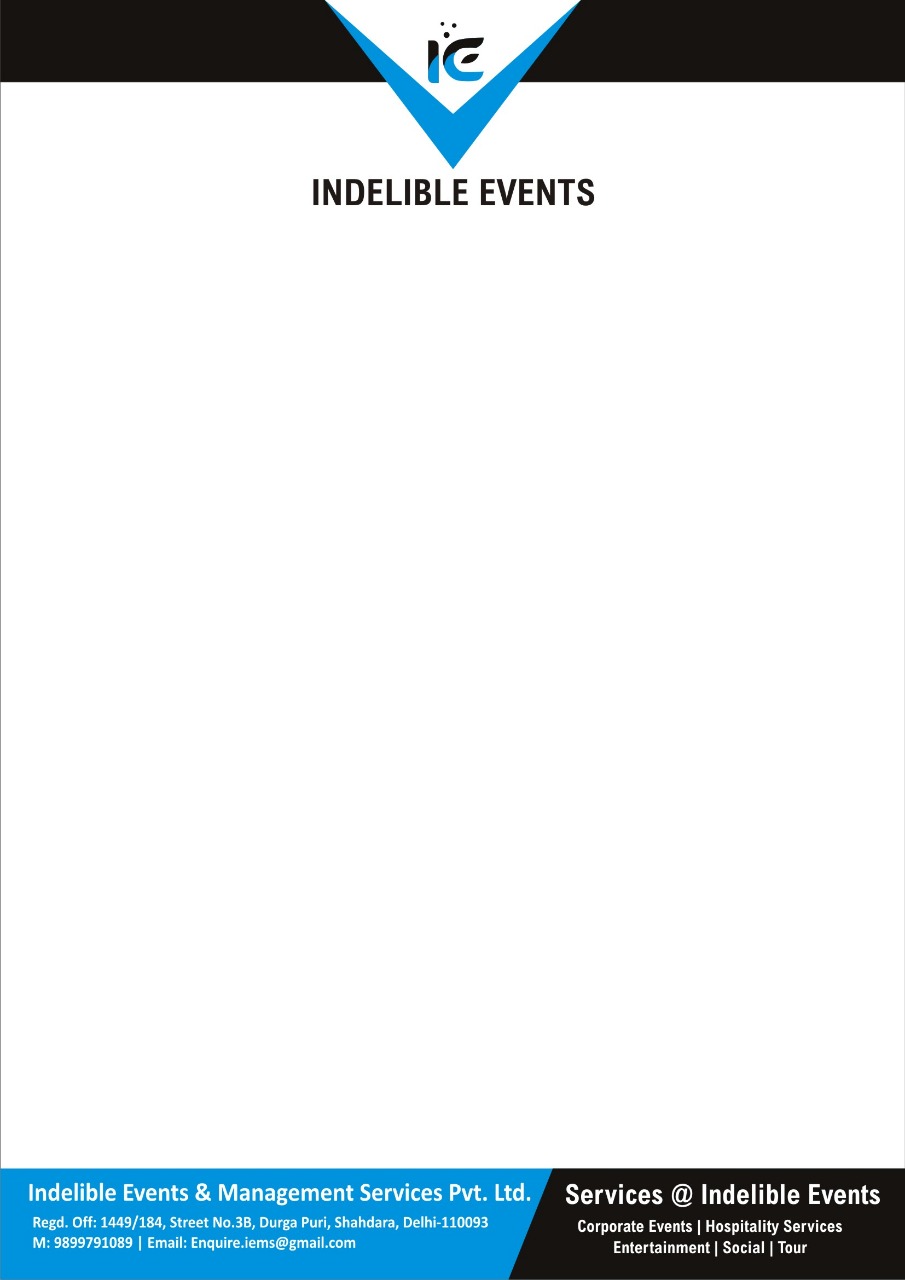 IE
INDELIBLE EVENTS
Indelible Events & Management Services Pvt. Ltd.
Regd. Off: 1449/184, Street No.3B, Durga Puri, Shahdara, Delhi-110093
M: 9899791089 | Email: Enquire.iems@gmail.com
Services @ Indelible Events
Corporate Events | Hospitality Services
Entertainment | Social | Tour